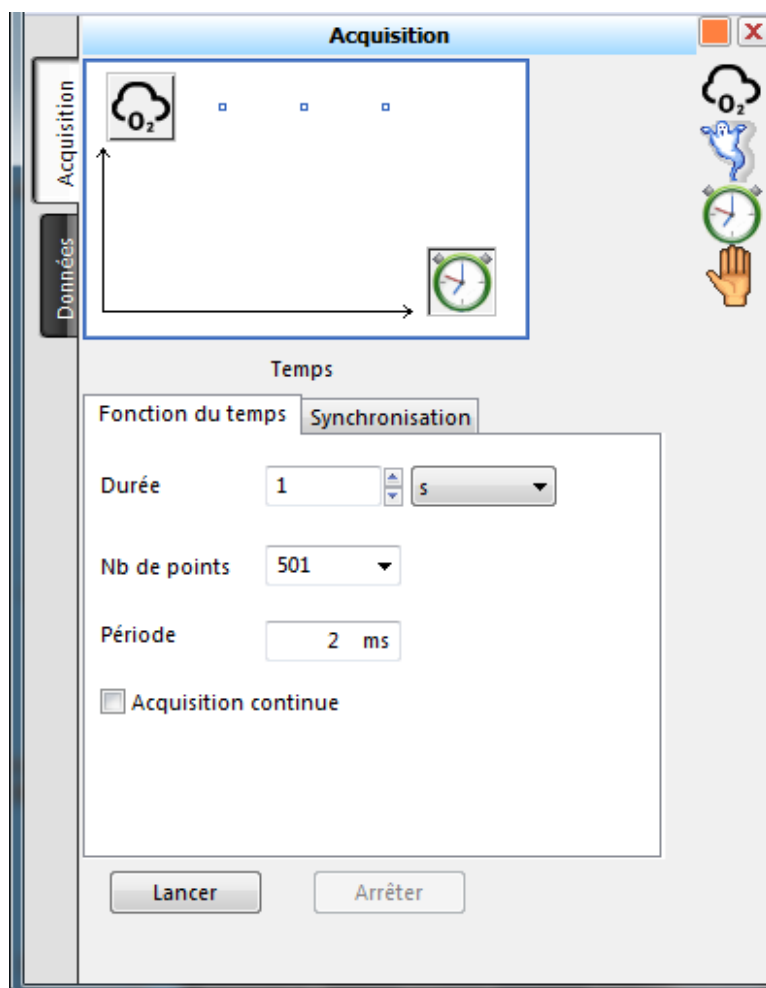 Acquisition
Acquisition
Données
O2
O2
Temps
Fonction du temps Synchronisation
Durée 1 s
Nb de points 501
Période 2 ms
Acquisition continue
Lancer Arrêter